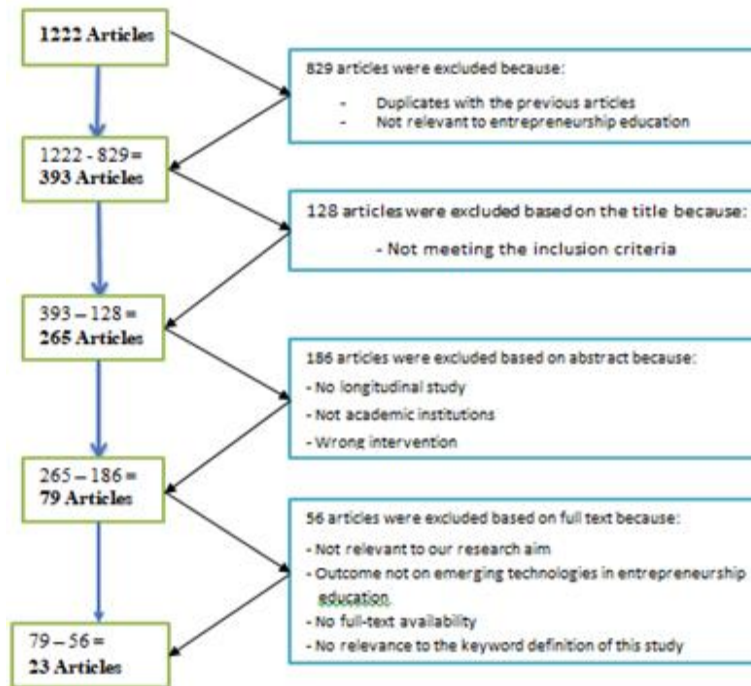 1222 Articles
829 articles were excluded because:
- Duplicates with the previous articles
- Not relevant to entrepreneurship education
1222 - 829 =
393 Articles
128 articles were excluded based on the title because:
- Not meeting the inclusion criteria
393 – 128 =
265 Articles
186 articles were excluded based on abstract because:
- No longitudinal study
- Not academic institutions
- Wrong intervention
265 – 186 =
79 Articles
56 articles were excluded based on full text because:
- Not relevant to our research aim
- Outcome not on emerging technologies in entrepreneurship
education
- No full-text availability
- No relevance to the keyword definition of this study
79 – 56 =
23 Articles